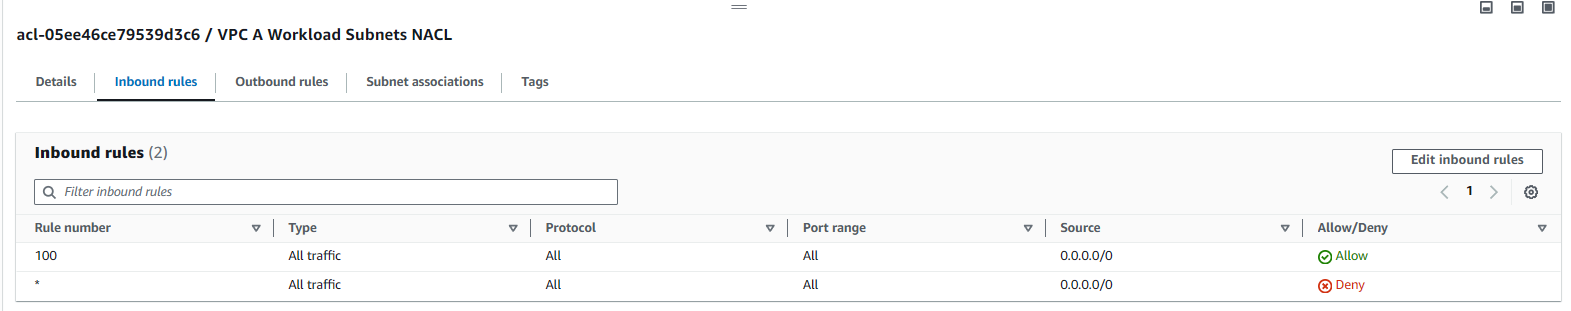 acl-05ee46ce79539d3c6 / VPC A Workload Subnets NACL
Details Inbound rules Outbound rules Subnet associations Tags
Inbound rules (2)
Edit inbound rules
Filter inbound rules
1
Rule number Type Protocol Port range Source Allow/Deny
100 All traffic All All 0.0.0.0/0 Allow
* All traffic All All 0.0.0.0/0 Deny